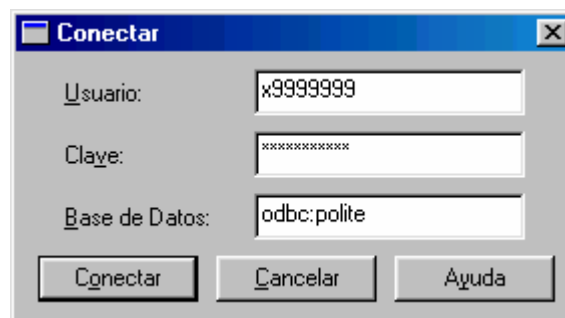 Conectar
Usuario: x9999999
Clave: ***********
Base de Datos: odbc:polite
Conectar Cancelar Ayuda